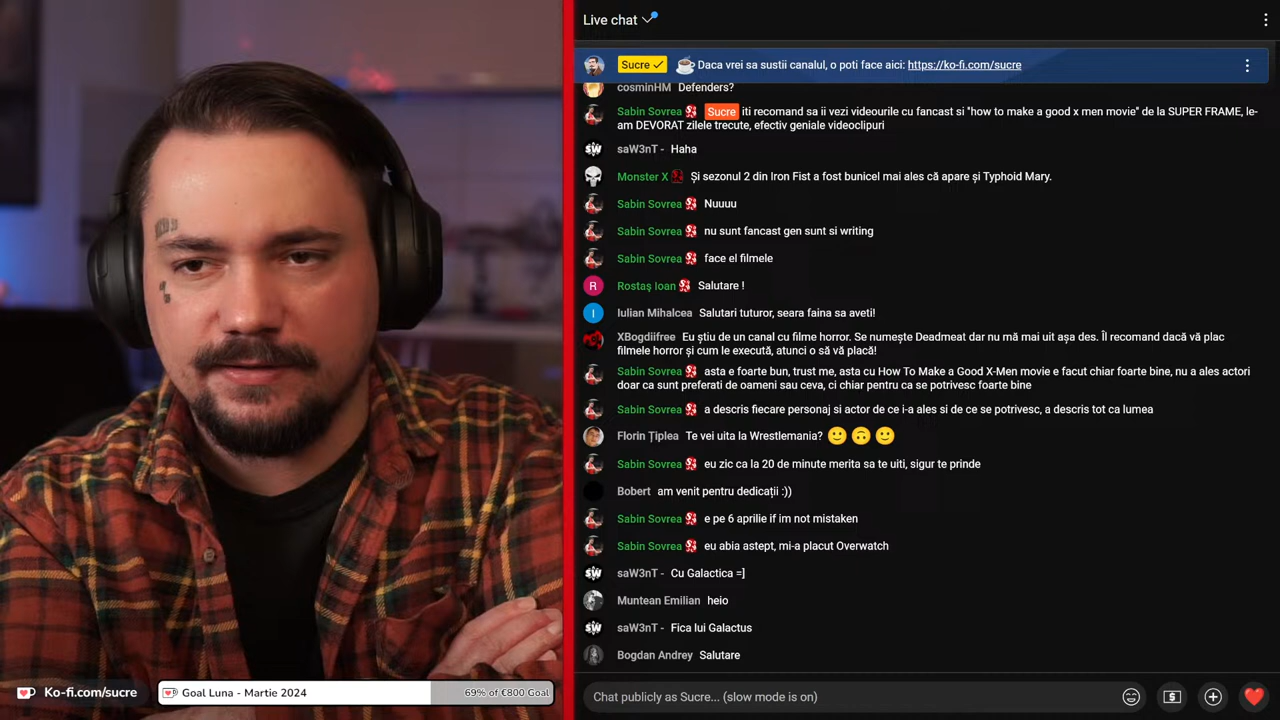 Live chat
Sucre Daca vrei sa sustii canalul, o poti face aici: https://ko-fi.com/sucre
cosminHM Defenders?
Sabin Sovrea Sucre iti recomand sa ii vezi videourile cu fancast si "how to make a good x men movie" de la SUPER FRAME, le-
am DEVORAT zilele trecute, efectiv geniale videoclipuri
saW3nT - Haha
Monster X Și sezonul 2 din Iron Fist a fost bunicel mai ales că apare și Typhoid Mary.
Sabin Sovrea Nuuuu
Sabin Sovrea nu sunt fancast gen sunt si writing
Sabin Sovrea face el filmele
R Rostaş Ioan Salutare !
I Iulian Mihalcea Salutari tuturor, seara faina sa aveti!
XBogdiifree Eu știu de un canal cu filme horror. Se numește Deadmeat dar nu mă mai uit așa des. Îl recomand dacă vă plac
filmele horror și cum le execută, atunci o să vă placă!
Sabin Sovrea asta e foarte bun, trust me, asta cu How To Make a Good X-Men movie e facut chiar foarte bine, nu a ales actori
doar ca sunt preferati de oameni sau ceva, ci chiar pentru ca se potrivesc foarte bine
Sabin Sovrea a descris fiecare personaj si actor de ce i-a ales si de ce se potrivesc, a descris tot ca lumea
Florin Țiplea Te vei uita la Wrestlemania? 🙂 🙃 🙂
Sabin Sovrea eu zic ca la 20 de minute merita sa te uiti, sigur te prinde
Bobert am venit pentru dedicații :))
Sabin Sovrea e pe 6 aprilie if im not mistaken
Sabin Sovrea eu abia astept, mi-a placut Overwatch
saW3nT - Cu Galactica =]
Muntean Emilian heio
saW3nT - Fica lui Galactus
Bogdan Andrey Salutare
Chat publicly as Sucre... (slow mode is on)
Ko-fi.com/sucre
Goal Luna - Martie 2024 69% of €800 Goal